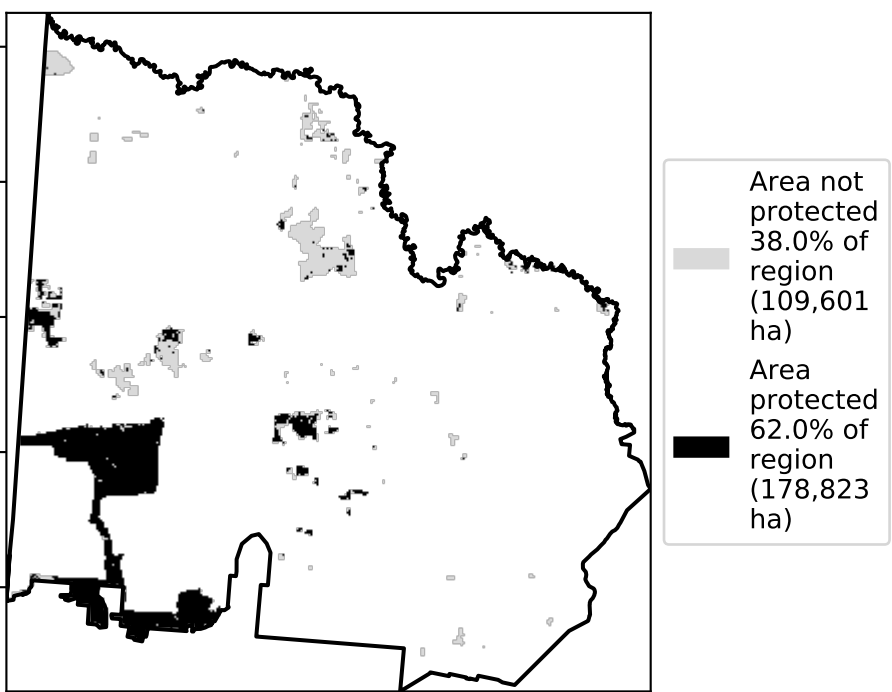 Area not
protected
38.0% of
region
(109,601
ha)
Area
protected
62.0% of
region
(178,823
ha)